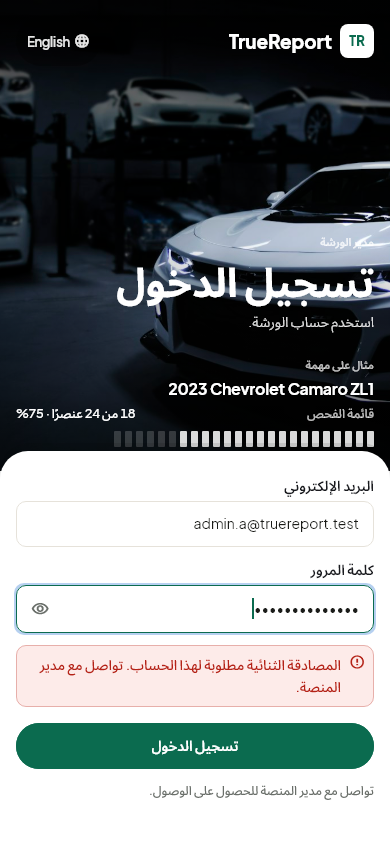 TR
TrueReport
English
مدير الورشة
تسجيل الدخول
استخدم حساب الورشة.
مثال على مهمة
2023 Chevrolet Camaro ZL1
قائمة الفحص
18 من 24 عنصرًا · 75%
البريد الإلكتروني
admin.a@truereport.test
كلمة المرور
••••••••••••••
المصادقة الثنائية مطلوبة لهذا الحساب. تواصل مع مدير
المنصة.
تسجيل الدخول
تواصل مع مدير المنصة للحصول على الوصول.